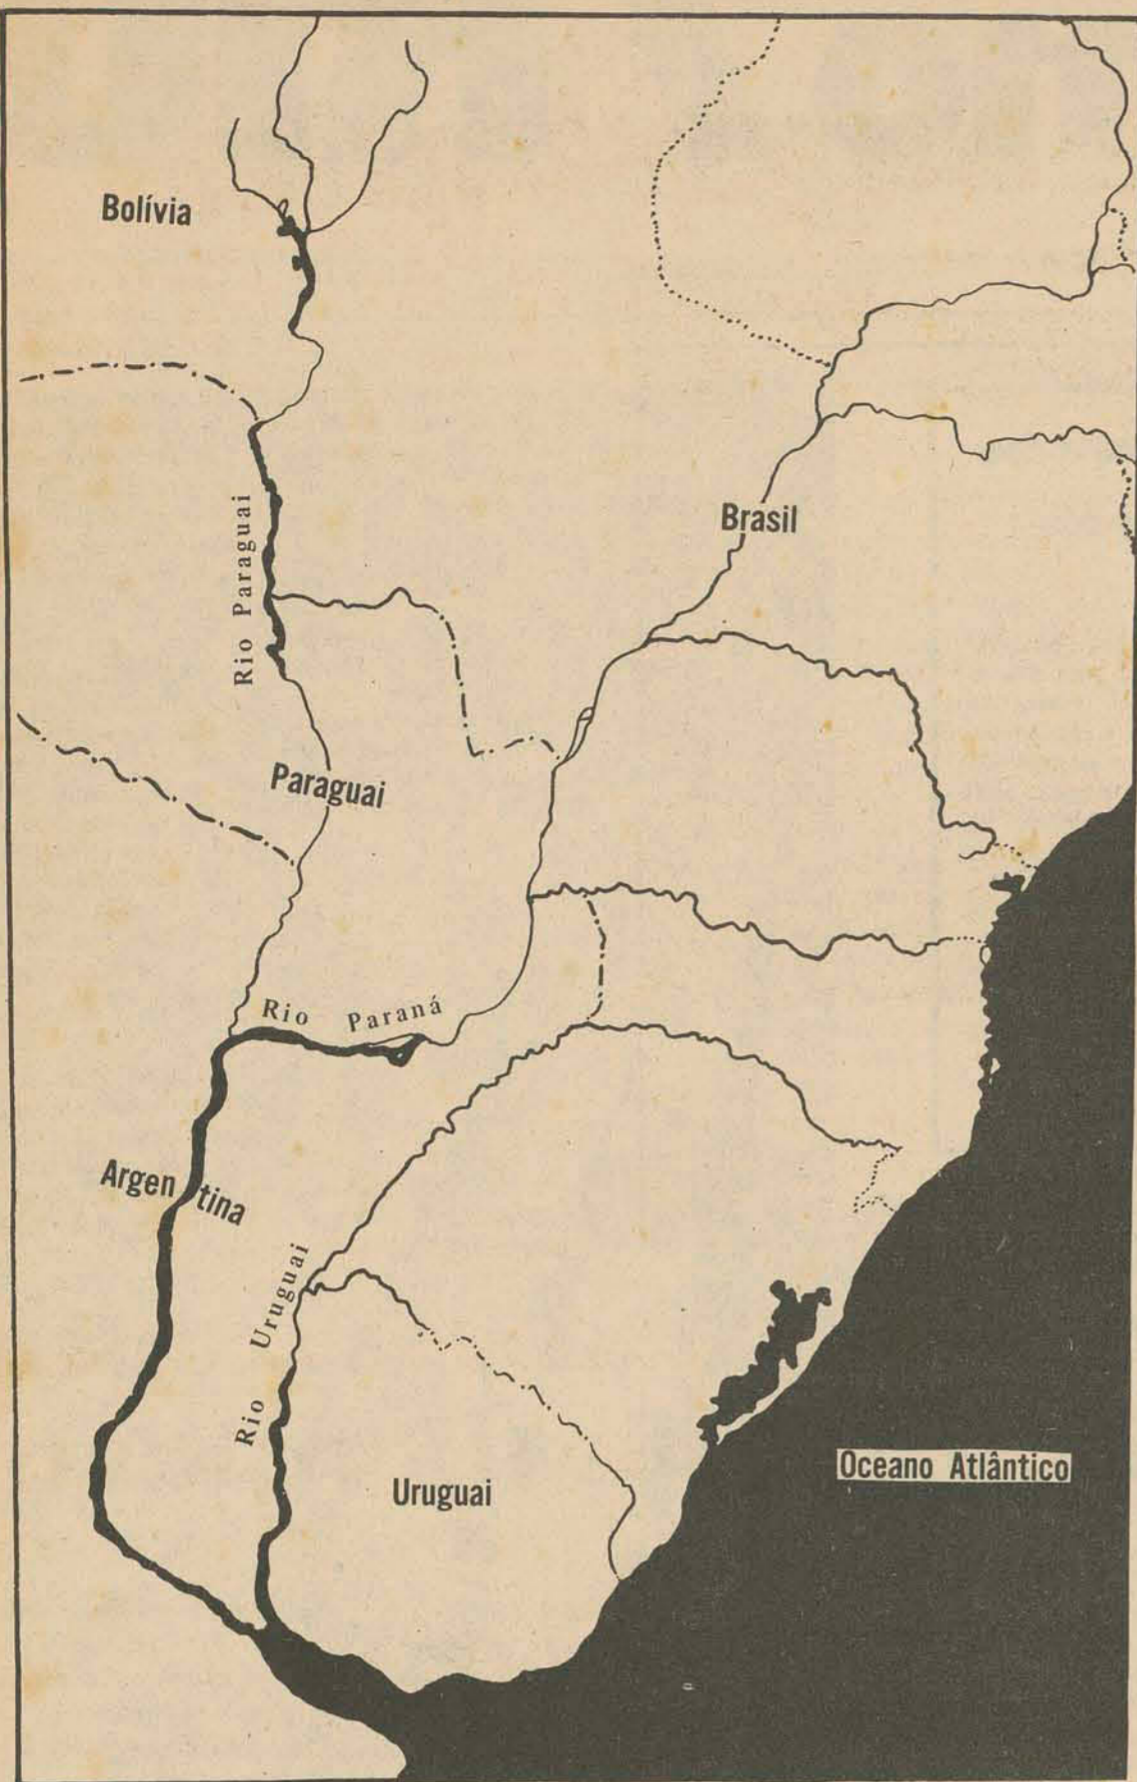 Bolívia
Brasil
Rio Paraguai
Paraguai
Rio Paraná
Argentina
Rio Uruguai
Oceano Atlântico
Uruguai